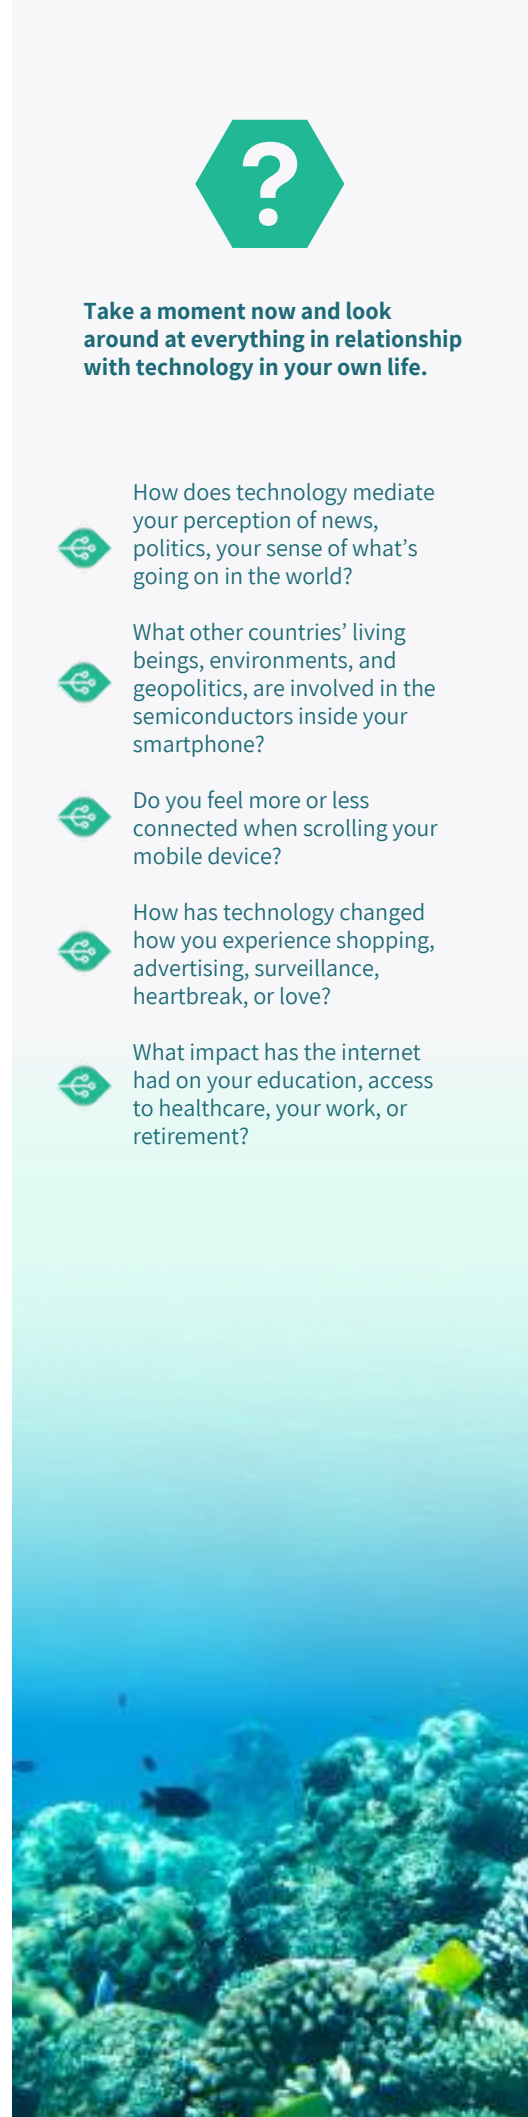 ?
Take a moment now and look
around at everything in relationship
with technology in your own life.
How does technology mediate
your perception of news,
politics, your sense of what’s
going on in the world?
What other countries’ living
beings, environments, and
geopolitics, are involved in the
semiconductors inside your
smartphone?
Do you feel more or less
connected when scrolling your
mobile device?
How has technology changed
how you experience shopping,
advertising, surveillance,
heartbreak, or love?
What impact has the internet
had on your education, access
to healthcare, your work, or
retirement?